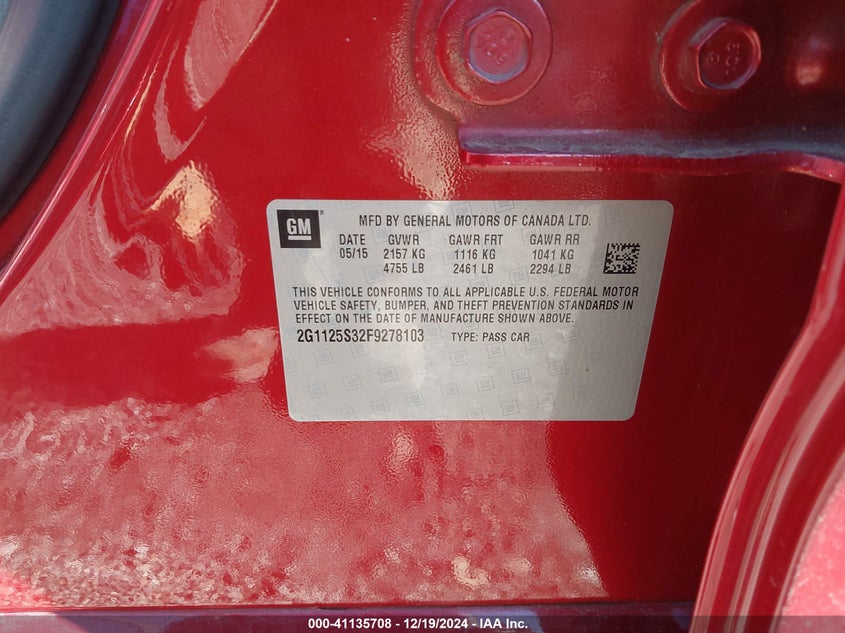 GM
MFD BY GENERAL MOTORS OF CANADA LTD.
DATE GVWR GAWR FRT GAWR RR
05/15 2157 KG 1116 KG 1041 KG
4755 LB 2461 LB 2294 LB
THIS VEHICLE CONFORMS TO ALL APPLICABLE U.S. FEDERAL MOTOR
VEHICLE SAFETY, BUMPER, AND THEFT PREVENTION STANDARDS IN
EFFECT ON THE DATE OF MANUFACTURE SHOWN ABOVE.
2G1125S32F9278103 TYPE: PASS CAR
000-41135708 - 12/19/2024 - IAA Inc.